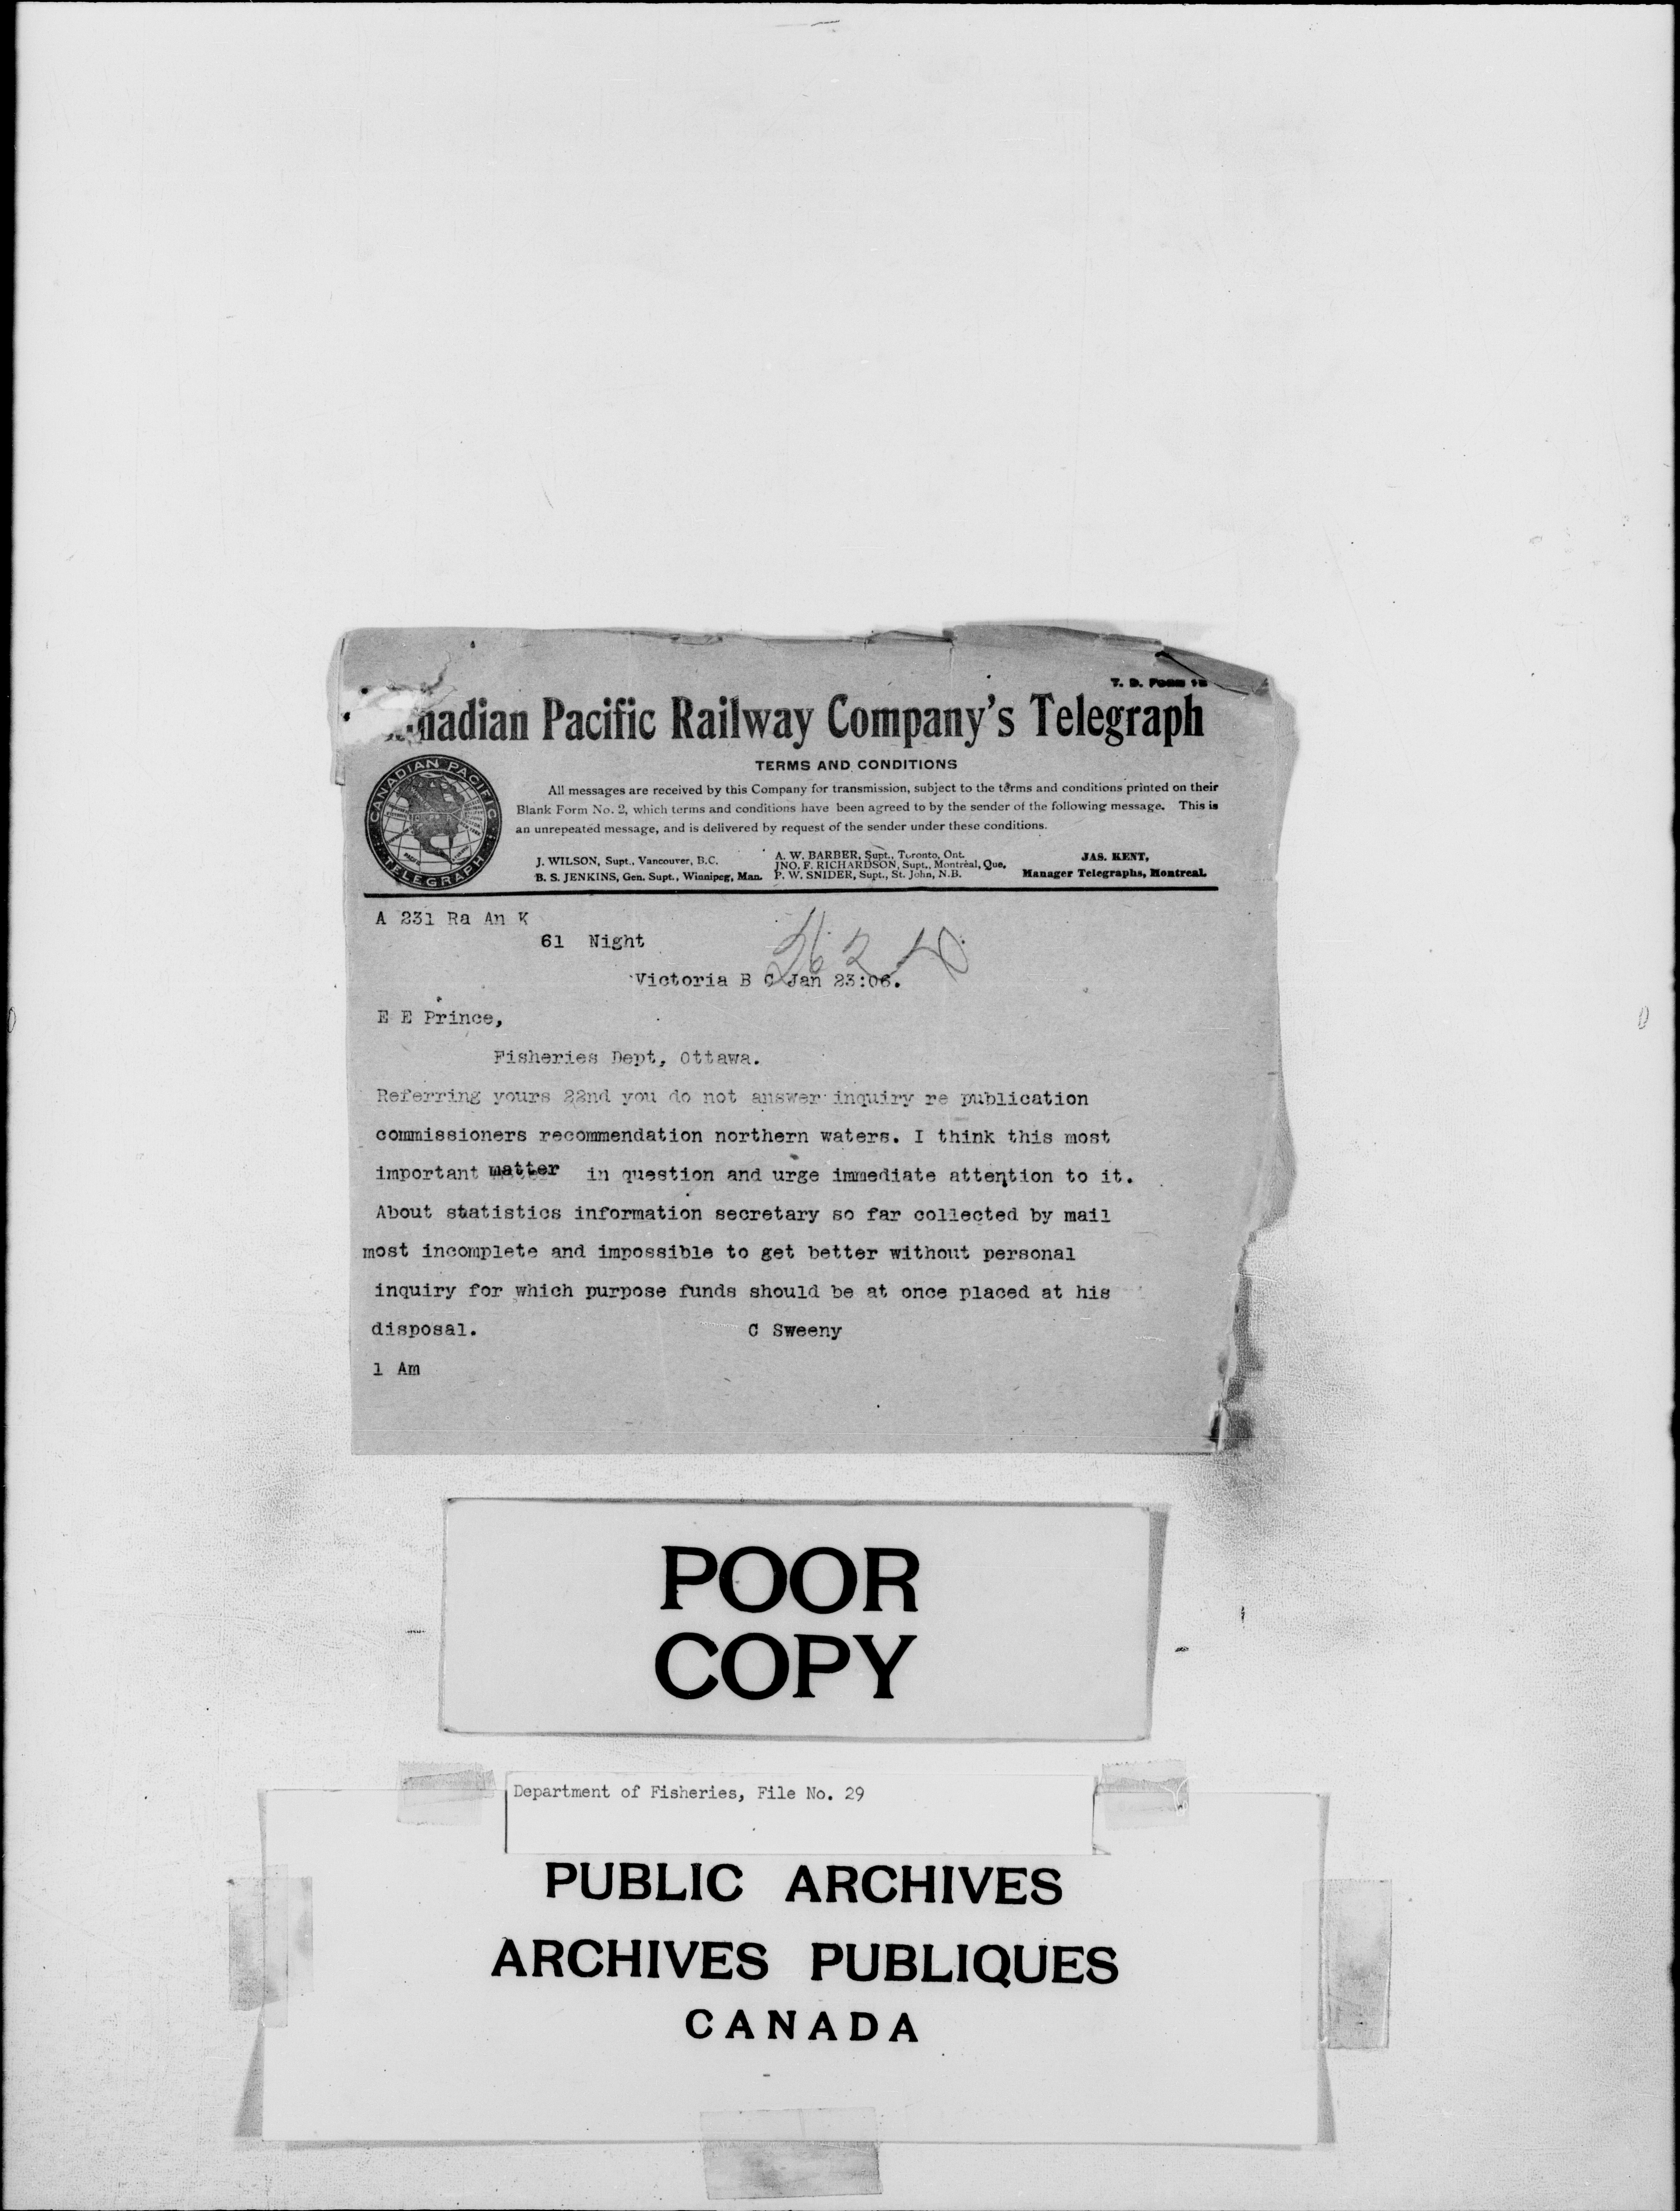 T. D. Form 1B
Canadian Pacific Railway Company's Telegraph
TERMS AND CONDITIONS
All messages are received by this Company for transmission, subject to the terms and conditions printed on their
Blank Form No. 2, which terms and conditions have been agreed to by the sender of the following message. This is
an unrepeated message, and is delivered by request of the sender under these conditions.
CANADIAN PACIFIC TELEGRAPH
J. WILSON, Supt., Vancouver, B.C.
B. S. JENKINS, Gen. Supt., Winnipeg, Man.
A. W. BARBER, Supt., Toronto, Ont.
JNO. F. RICHARDSON, Supt., Montréal, Que.
P. W. SNIDER, Supt., St. John, N.B.
JAS. KENT,
Manager Telegraphs, Montreal.
A 231 Ra An K
61 Night
Victoria B C Jan 23:06.
E E Prince,
Fisheries Dept, Ottawa.
Referring yours 22nd you do not answer inquiry re publication
commissioners recommendation northern waters. I think this most
important matter in question and urge immediate attention to it.
About statistics information secretary so far collected by mail
most incomplete and impossible to get better without personal
inquiry for which purpose funds should be at once placed at his
disposal. C Sweeny
1 Am
POOR
COPY
Department of Fisheries, File No. 29
PUBLIC ARCHIVES
ARCHIVES PUBLIQUES
CANADA